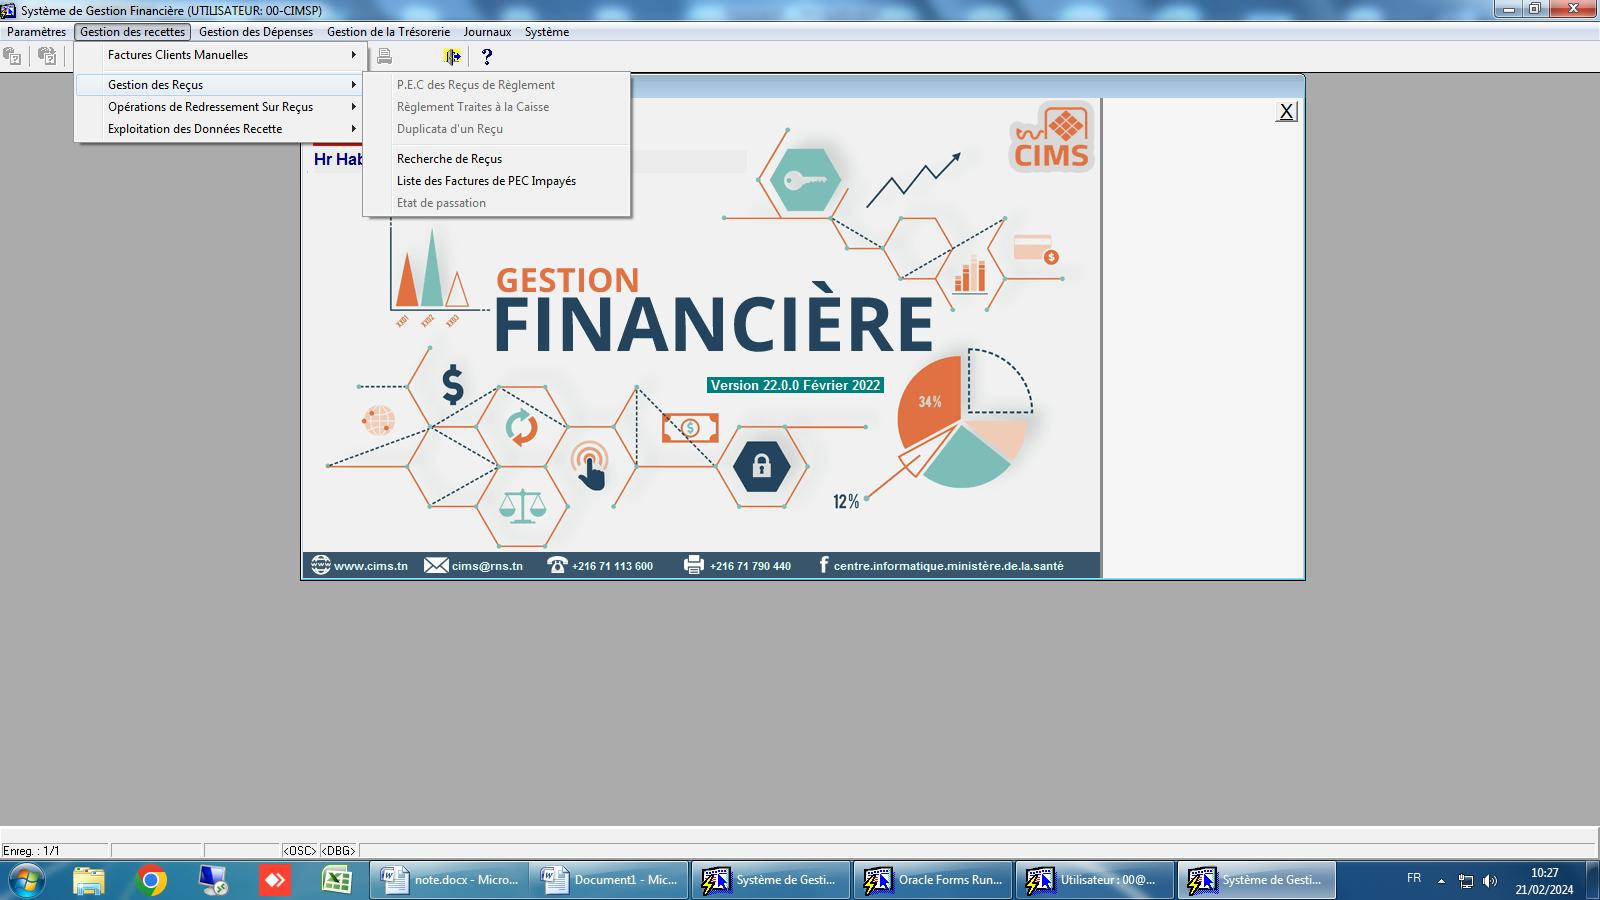 Système de Gestion Financière (UTILISATEUR: 00-CIMSP)
Paramètres Gestion des recettes Gestion des Dépenses Gestion de la Trésorerie Journaux Système
Factures Clients Manuelles
Gestion des Reçus
Opérations de Redressement Sur Reçus
Exploitation des Données Recette
P.E.C des Reçus de Règlement
Règlement Traites à la Caisse
Duplicata d'un Reçu
Recherche de Reçus
Liste des Factures de PEC Impayés
Etat de passation
X
CIMS
Hr Hab
XX01 XX02 XX03
GESTION
FINANCIÈRE
Version 22.0.0 Février 2022
34%
12%
www.cims.tn cims@rns.tn +216 71 113 600 +216 71 790 440 centre.informatique.ministère.de.la.santé
Enreg. : 1/1 <OSC> <DBG>
note.docx - Micro... Document1 - Mic... Système de Gesti... Oracle Forms Run... Utilisateur : 00@... Système de Gesti... FR 10:27
21/02/2024